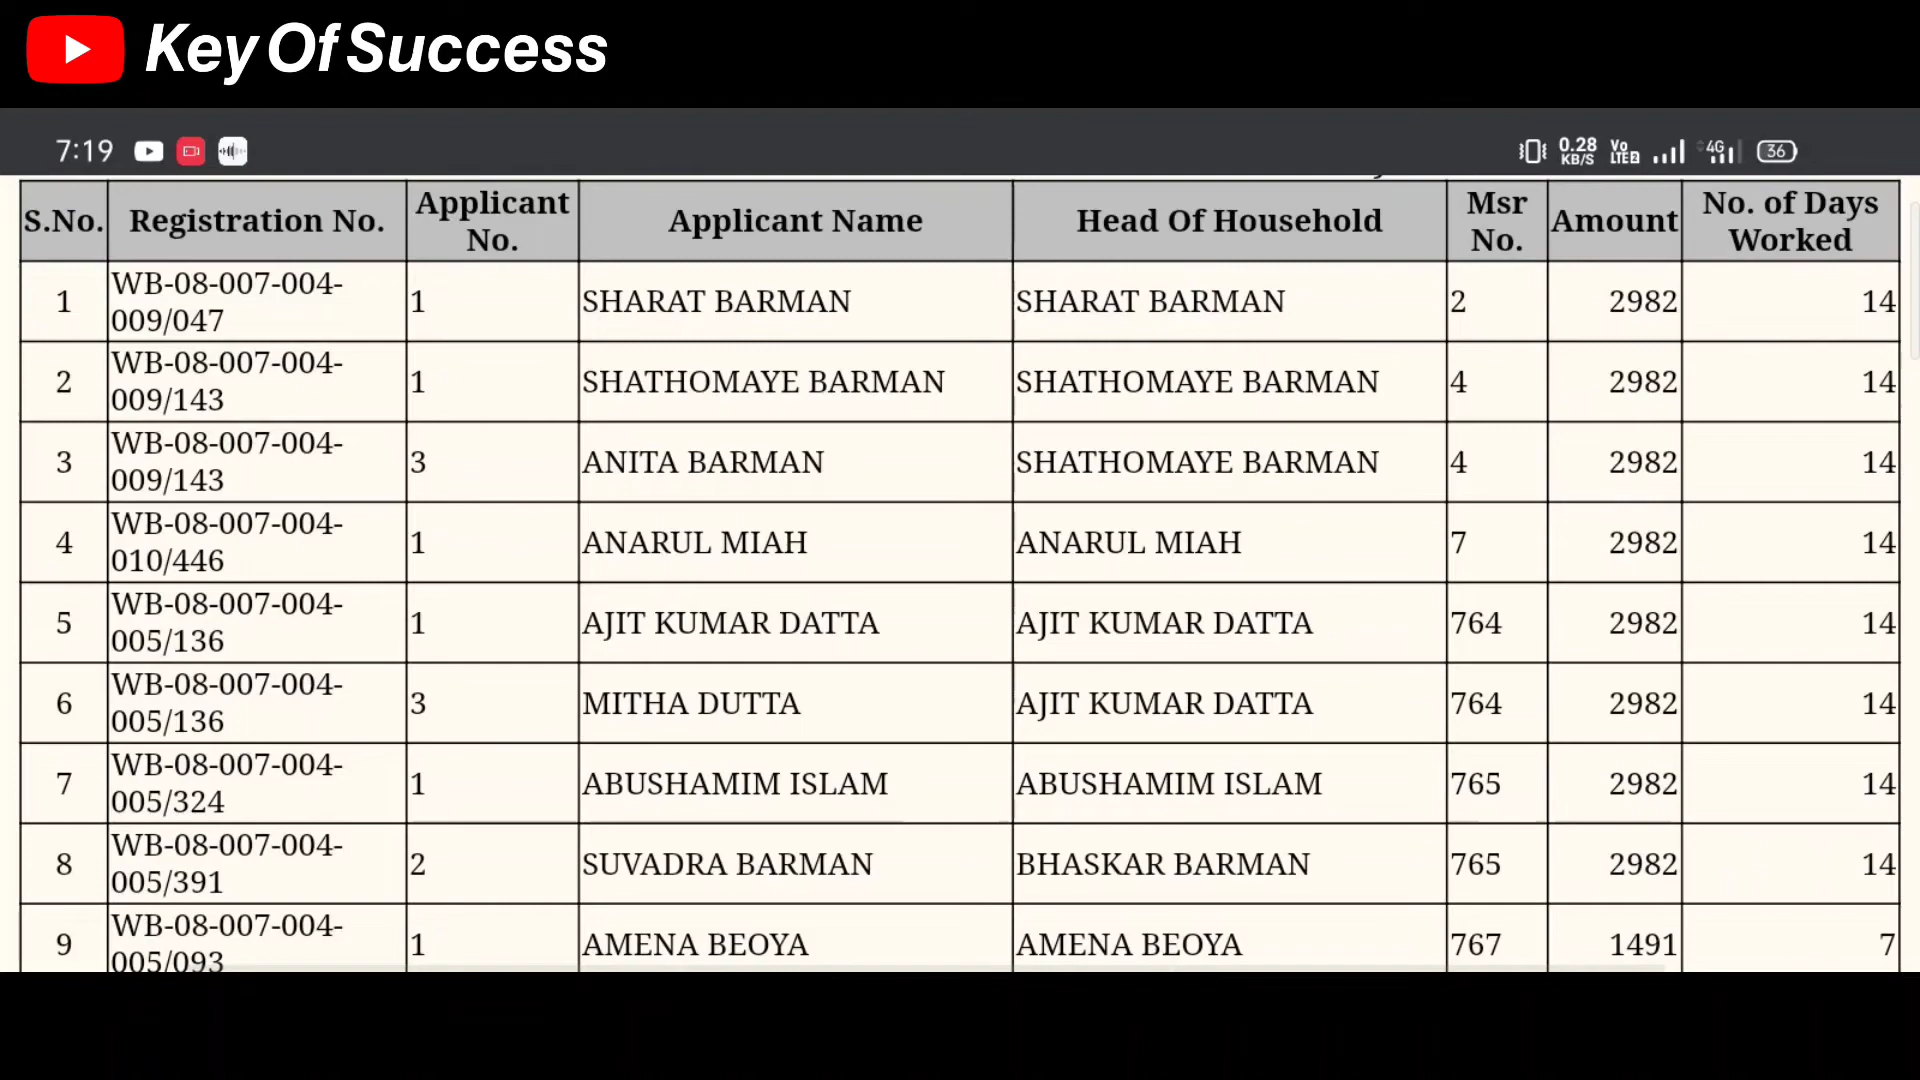 Key Of Success
7:19 0.28 KB/S Vo LTE2 4G 36
S.No. Registration No. Applicant No. Applicant Name Head Of Household Msr No. Amount No. of Days Worked
1 WB-08-007-004-009/047 1 SHARAT BARMAN SHARAT BARMAN 2 2982 14
2 WB-08-007-004-009/143 1 SHATHOMAYE BARMAN SHATHOMAYE BARMAN 4 2982 14
3 WB-08-007-004-009/143 3 ANITA BARMAN SHATHOMAYE BARMAN 4 2982 14
4 WB-08-007-004-010/446 1 ANARUL MIAH ANARUL MIAH 7 2982 14
5 WB-08-007-004-005/136 1 AJIT KUMAR DATTA AJIT KUMAR DATTA 764 2982 14
6 WB-08-007-004-005/136 3 MITHA DUTTA AJIT KUMAR DATTA 764 2982 14
7 WB-08-007-004-005/324 1 ABUSHAMIM ISLAM ABUSHAMIM ISLAM 765 2982 14
8 WB-08-007-004-005/391 2 SUVADRA BARMAN BHASKAR BARMAN 765 2982 14
9 WB-08-007-004-005/093 1 AMENA BEOYA AMENA BEOYA 767 1491 7